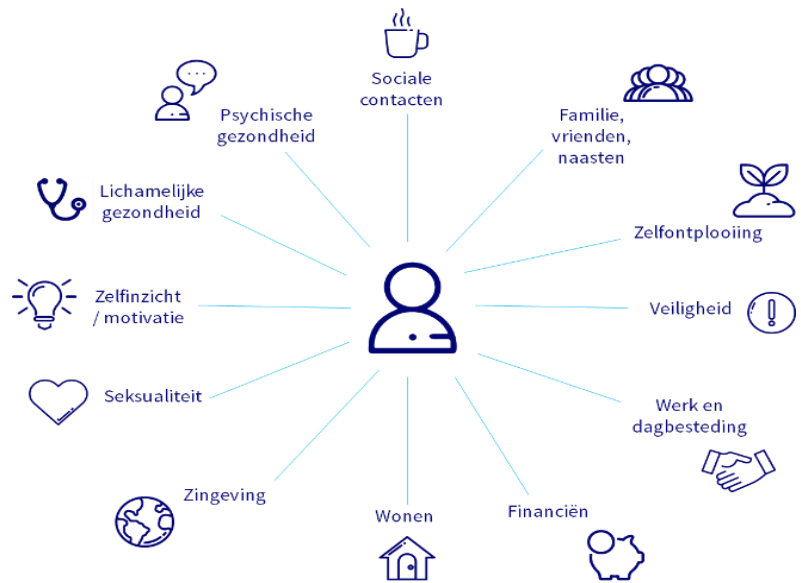 Sociale
contacten
Familie,
vrienden,
naasten
Zelfontplooiing
Veiligheid
Werk en
dagbesteding
Financiën
Wonen
Zingeving
Seksualiteit
Zelfinzicht
/ motivatie
Lichamelijke
gezondheid
Psychische
gezondheid